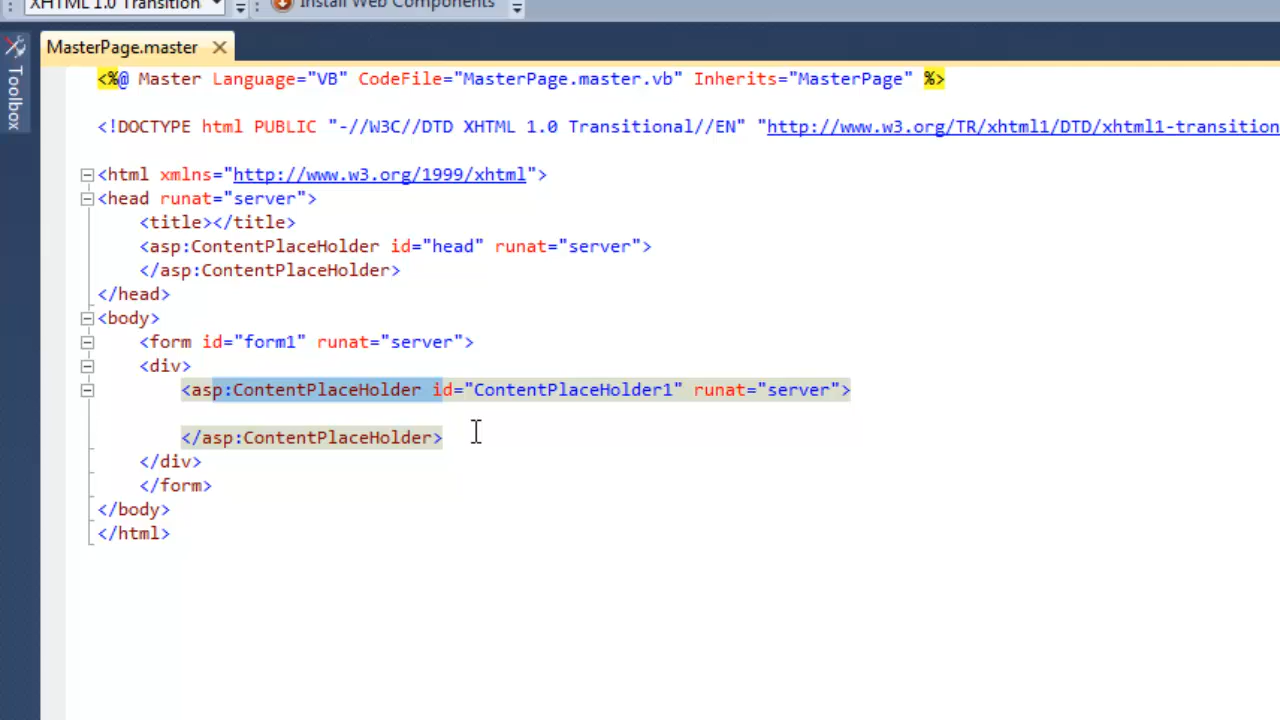 XHTML 1.0 Transition
Install Web Components
Toolbox
MasterPage.master
<%@ Master Language="VB" CodeFile="MasterPage.master.vb" Inherits="MasterPage" %>
<!DOCTYPE html PUBLIC "-//W3C//DTD XHTML 1.0 Transitional//EN" "http://www.w3.org/TR/xhtml1/DTD/xhtml1-transition
<html xmlns="http://www.w3.org/1999/xhtml">
<head runat="server">
<title></title>
<asp:ContentPlaceHolder id="head" runat="server">
</asp:ContentPlaceHolder>
</head>
<body>
<form id="form1" runat="server">
<div>
<asp:ContentPlaceHolder id="ContentPlaceHolder1" runat="server">
</asp:ContentPlaceHolder>
</div>
</form>
</body>
</html>